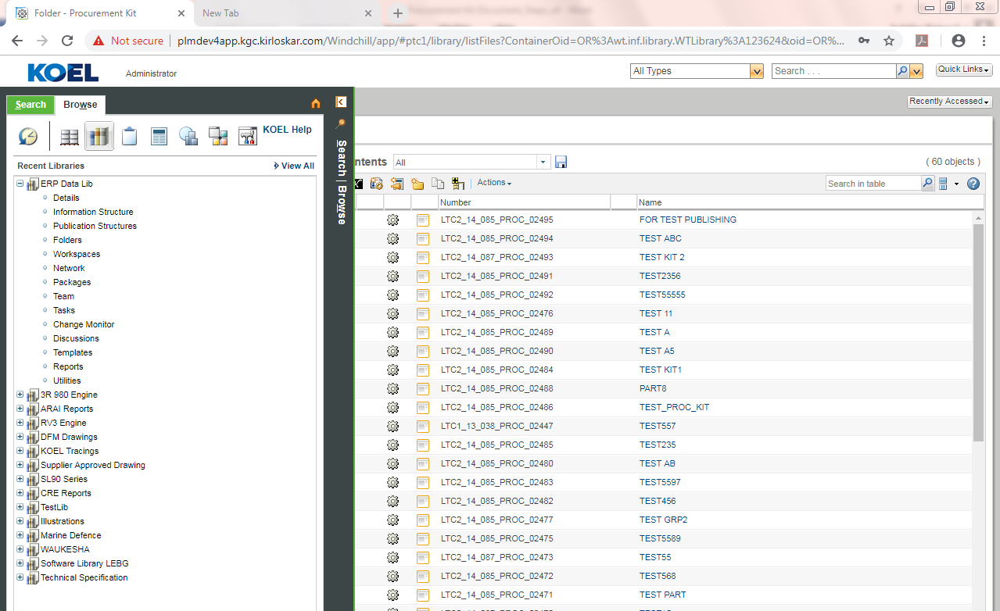 Folder - Procurement Kit
New Tab
Not secure
plmdev4app.kgc.kirloskar.com/Windchill/app/#ptc1/library/listFiles?ContainerOid=OR%3Awt.inf.library.WTLibrary%3A123624&oid=OR%...
KOEL
Administrator
All Types
Search . . .
Quick Links
Search
Browse
Recently Accessed
KOEL Help
Search | Browse
Recent Libraries
View All
ntents
All
( 60 objects )
Actions
Search in table
ERP Data Lib
Details
Information Structure
Publication Structures
Folders
Workspaces
Network
Packages
Team
Tasks
Change Monitor
Discussions
Templates
Reports
Utilities
3R 980 Engine
ARAI Reports
RV3 Engine
DFM Drawings
KOEL Tracings
Supplier Approved Drawing
SL90 Series
CRE Reports
TestLib
Illustrations
Marine Defence
WAUKESHA
Software Library LEBG
Technical Specification
Number Name
LTC2_14_085_PROC_02495 FOR TEST PUBLISHING
LTC2_14_085_PROC_02494 TEST ABC
LTC2_14_087_PROC_02493 TEST KIT 2
LTC2_14_085_PROC_02491 TEST2356
LTC2_14_085_PROC_02492 TEST55555
LTC2_14_085_PROC_02476 TEST 11
LTC2_14_085_PROC_02489 TEST A
LTC2_14_085_PROC_02490 TEST A5
LTC2_14_085_PROC_02484 TEST KIT1
LTC2_14_085_PROC_02488 PART8
LTC2_14_085_PROC_02486 TEST_PROC_KIT
LTC1_13_038_PROC_02447 TEST557
LTC2_14_085_PROC_02485 TEST235
LTC2_14_085_PROC_02480 TEST AB
LTC2_14_085_PROC_02483 TEST5597
LTC2_14_085_PROC_02482 TEST456
LTC2_14_085_PROC_02477 TEST GRP2
LTC2_14_085_PROC_02475 TEST5589
LTC2_14_087_PROC_02473 TEST55
LTC2_14_085_PROC_02472 TEST568
LTC2_14_085_PROC_02471 TEST PART